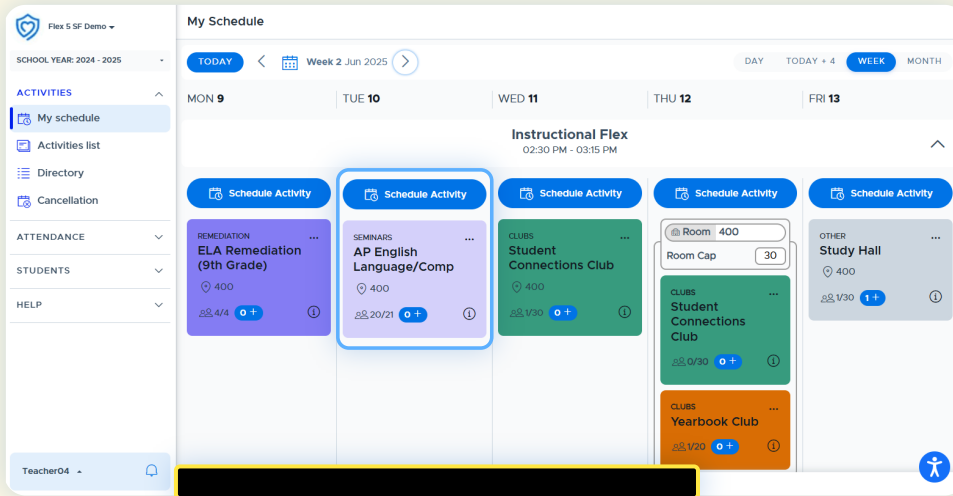 Flex 5 SF Demo
My Schedule
SCHOOL YEAR: 2024 - 2025
TODAY
Week 2 Jun 2025
DAY
TODAY + 4
WEEK
MONTH
ACTIVITIES
My schedule
Activities list
Directory
Cancellation
ATTENDANCE
STUDENTS
HELP
MON 9
TUE 10
WED 11
THU 12
FRI 13
Instructional Flex
02:30 PM - 03:15 PM
Schedule Activity
REMEDIATION ...
ELA Remediation
(9th Grade)
400
4/4 0 +
Schedule Activity
SEMINARS ...
AP English
Language/Comp
400
20/21 0 +
Schedule Activity
CLUBS ...
Student
Connections Club
400
1/30 0 +
Schedule Activity
Room 400
Room Cap 30
CLUBS ...
Student
Connections
Club
0/30 0 +
CLUBS ...
Yearbook Club
1/20 0 +
Schedule Activity
OTHER ...
Study Hall
400
1/30 1 +
Teacher04